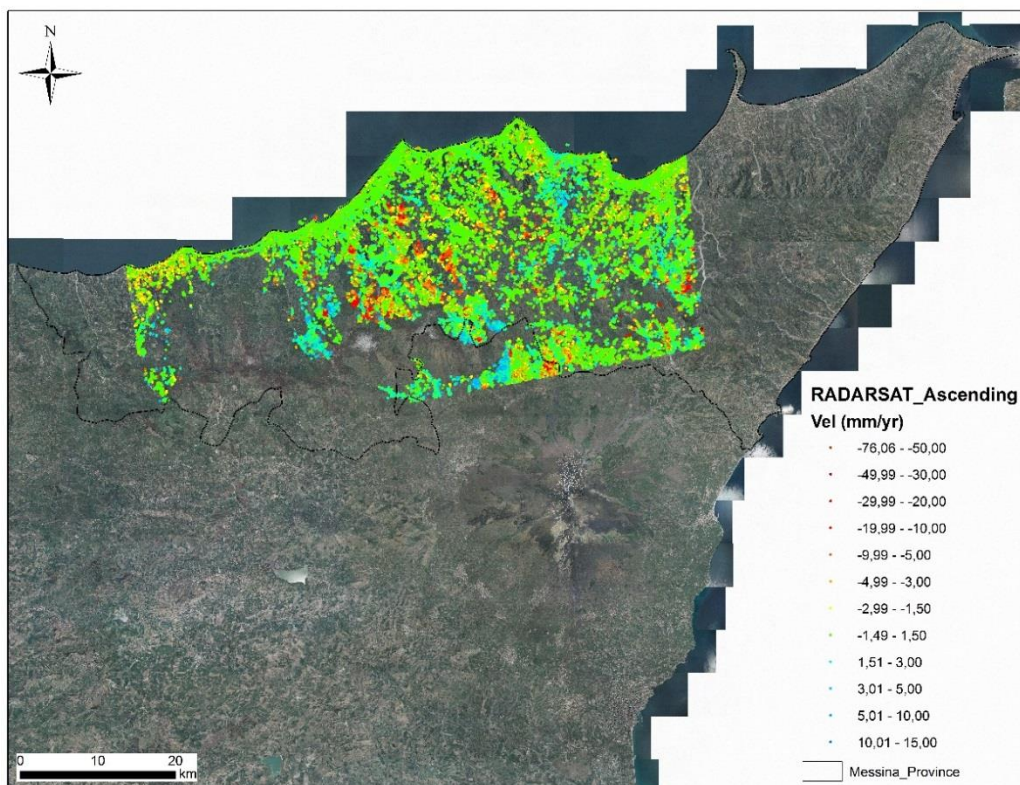 N
RADARSAT_Ascending
Vel (mm/yr)
-76,06 - -50,00
-49,99 - -30,00
-29,99 - -20,00
-19,99 - -10,00
-9,99 - -5,00
-4,99 - -3,00
-2,99 - -1,50
-1,49 - 1,50
1,51 - 3,00
3,01 - 5,00
5,01 - 10,00
10,01 - 15,00
Messina_Province
0 10 20
km